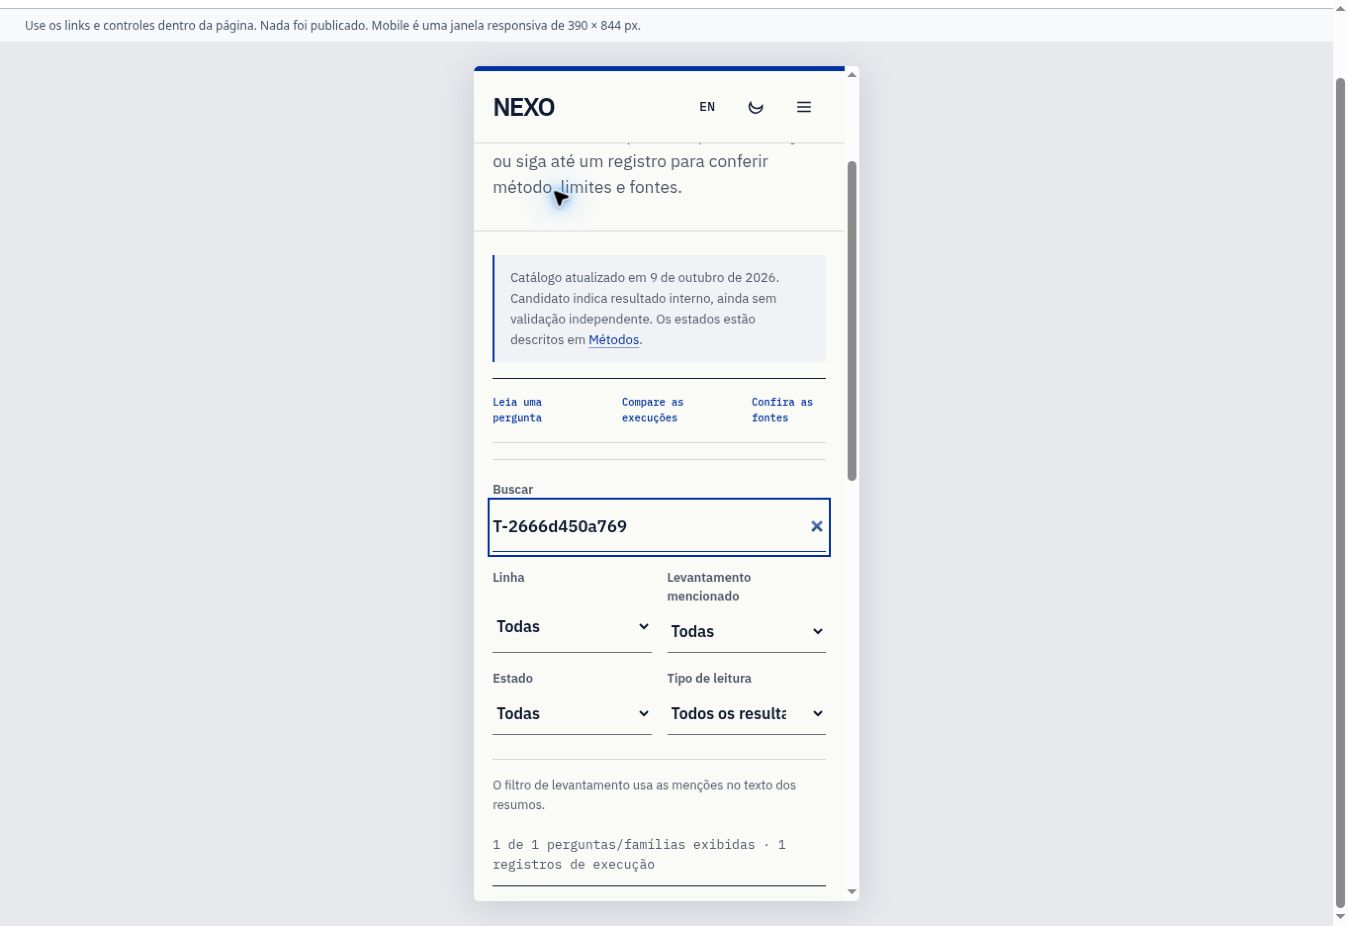 Use os links e controles dentro da página. Nada foi publicado. Mobile é uma janela responsiva de 390 × 844 px.
NEXO
EN
ou siga até um registro para conferir
método, limites e fontes.
Catálogo atualizado em 9 de outubro de 2026.
Candidato indica resultado interno, ainda sem
validação independente. Os estados estão
descritos em Métodos.
Leia uma
pergunta
Compare as
execuções
Confira as
fontes
Buscar
T-2666d450a769
Linha
Levantamento
mencionado
Todas
Todas
Estado
Tipo de leitura
Todas
Todos os resulta
O filtro de levantamento usa as menções no texto dos
resumos.
1 de 1 perguntas/famílias exibidas · 1
registros de execução